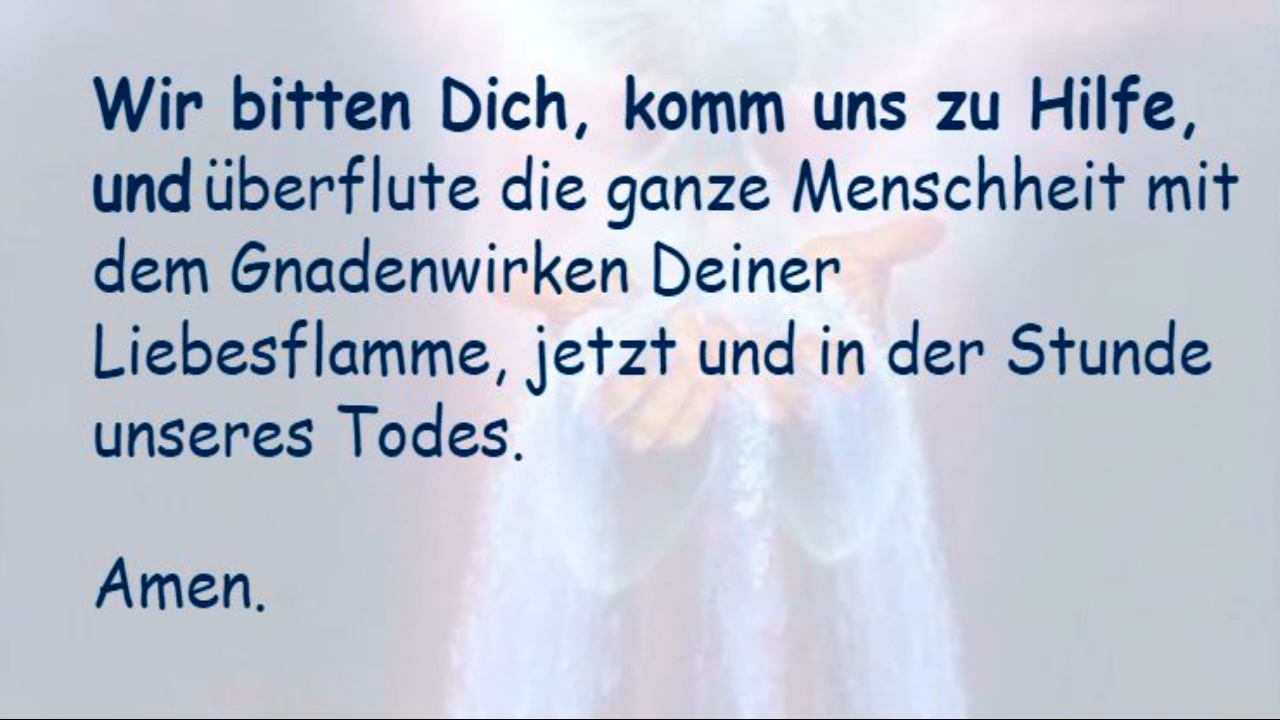 Wir bitten Dich, komm uns zu Hilfe,
und überflute die ganze Menschheit mit
dem Gnadenwirken Deiner
Liebesflamme, jetzt und in der Stunde
unseres Todes.
Amen.